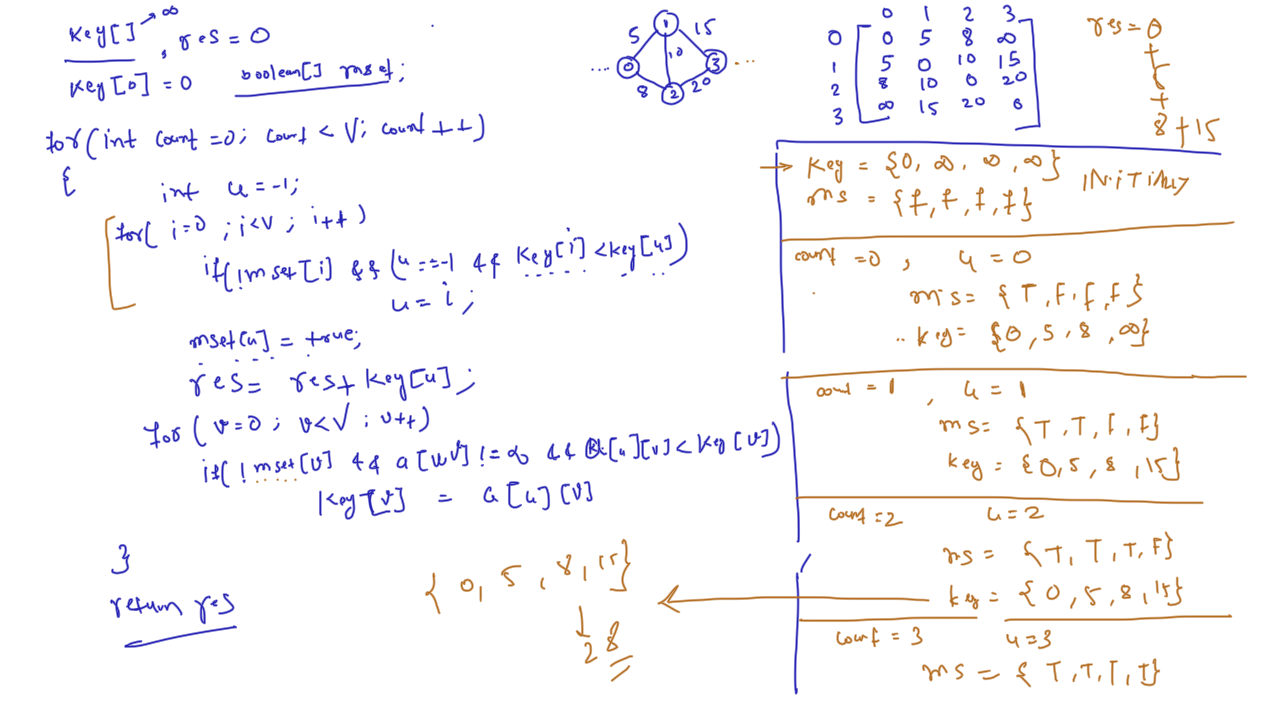 Key[] → ∞ , res = 0
Key[0] = 0 boolean[] mset;
for(int count =0; count < V; count ++)
{
int u = -1;
for( i=0 ; i<V ; i++)
if(!mset[i] && (u ==-1 && Key[i] <key[u])
u = i;
mset[u] = true;
res= res+ Key[u];
for ( v=0; v<V ; v++)
if(!mset[v] && a[u][v] != ∞ && a[u][v] < Key[v])
Key[v] = a[u][v]
}
return res
5 1 15
... 0 10 3 ...
8 2 20
0 1 2 3
0 0 5 8 ∞
1 5 0 10 15
2 8 10 0 20
3 ∞ 15 20 0
res = 0
+
5
+
8 + 15
→ Key = {0, ∞, ∞, ∞} INITIALLY
ms = {f, f, f, f}
count =0, u = 0
ms = {T, F, f, F}
key = {0, 5, 8, ∞}
count = 1, u = 1
ms= {T, T, F, F}
key = {0, 5, 8, 15}
count =2 u=2
ms = {T, T, T, F}
key = {0, 5, 8, 15}
count = 3 u=3
ms = {T, T, T, T}
{0, 5, 8, 15}
↓
28